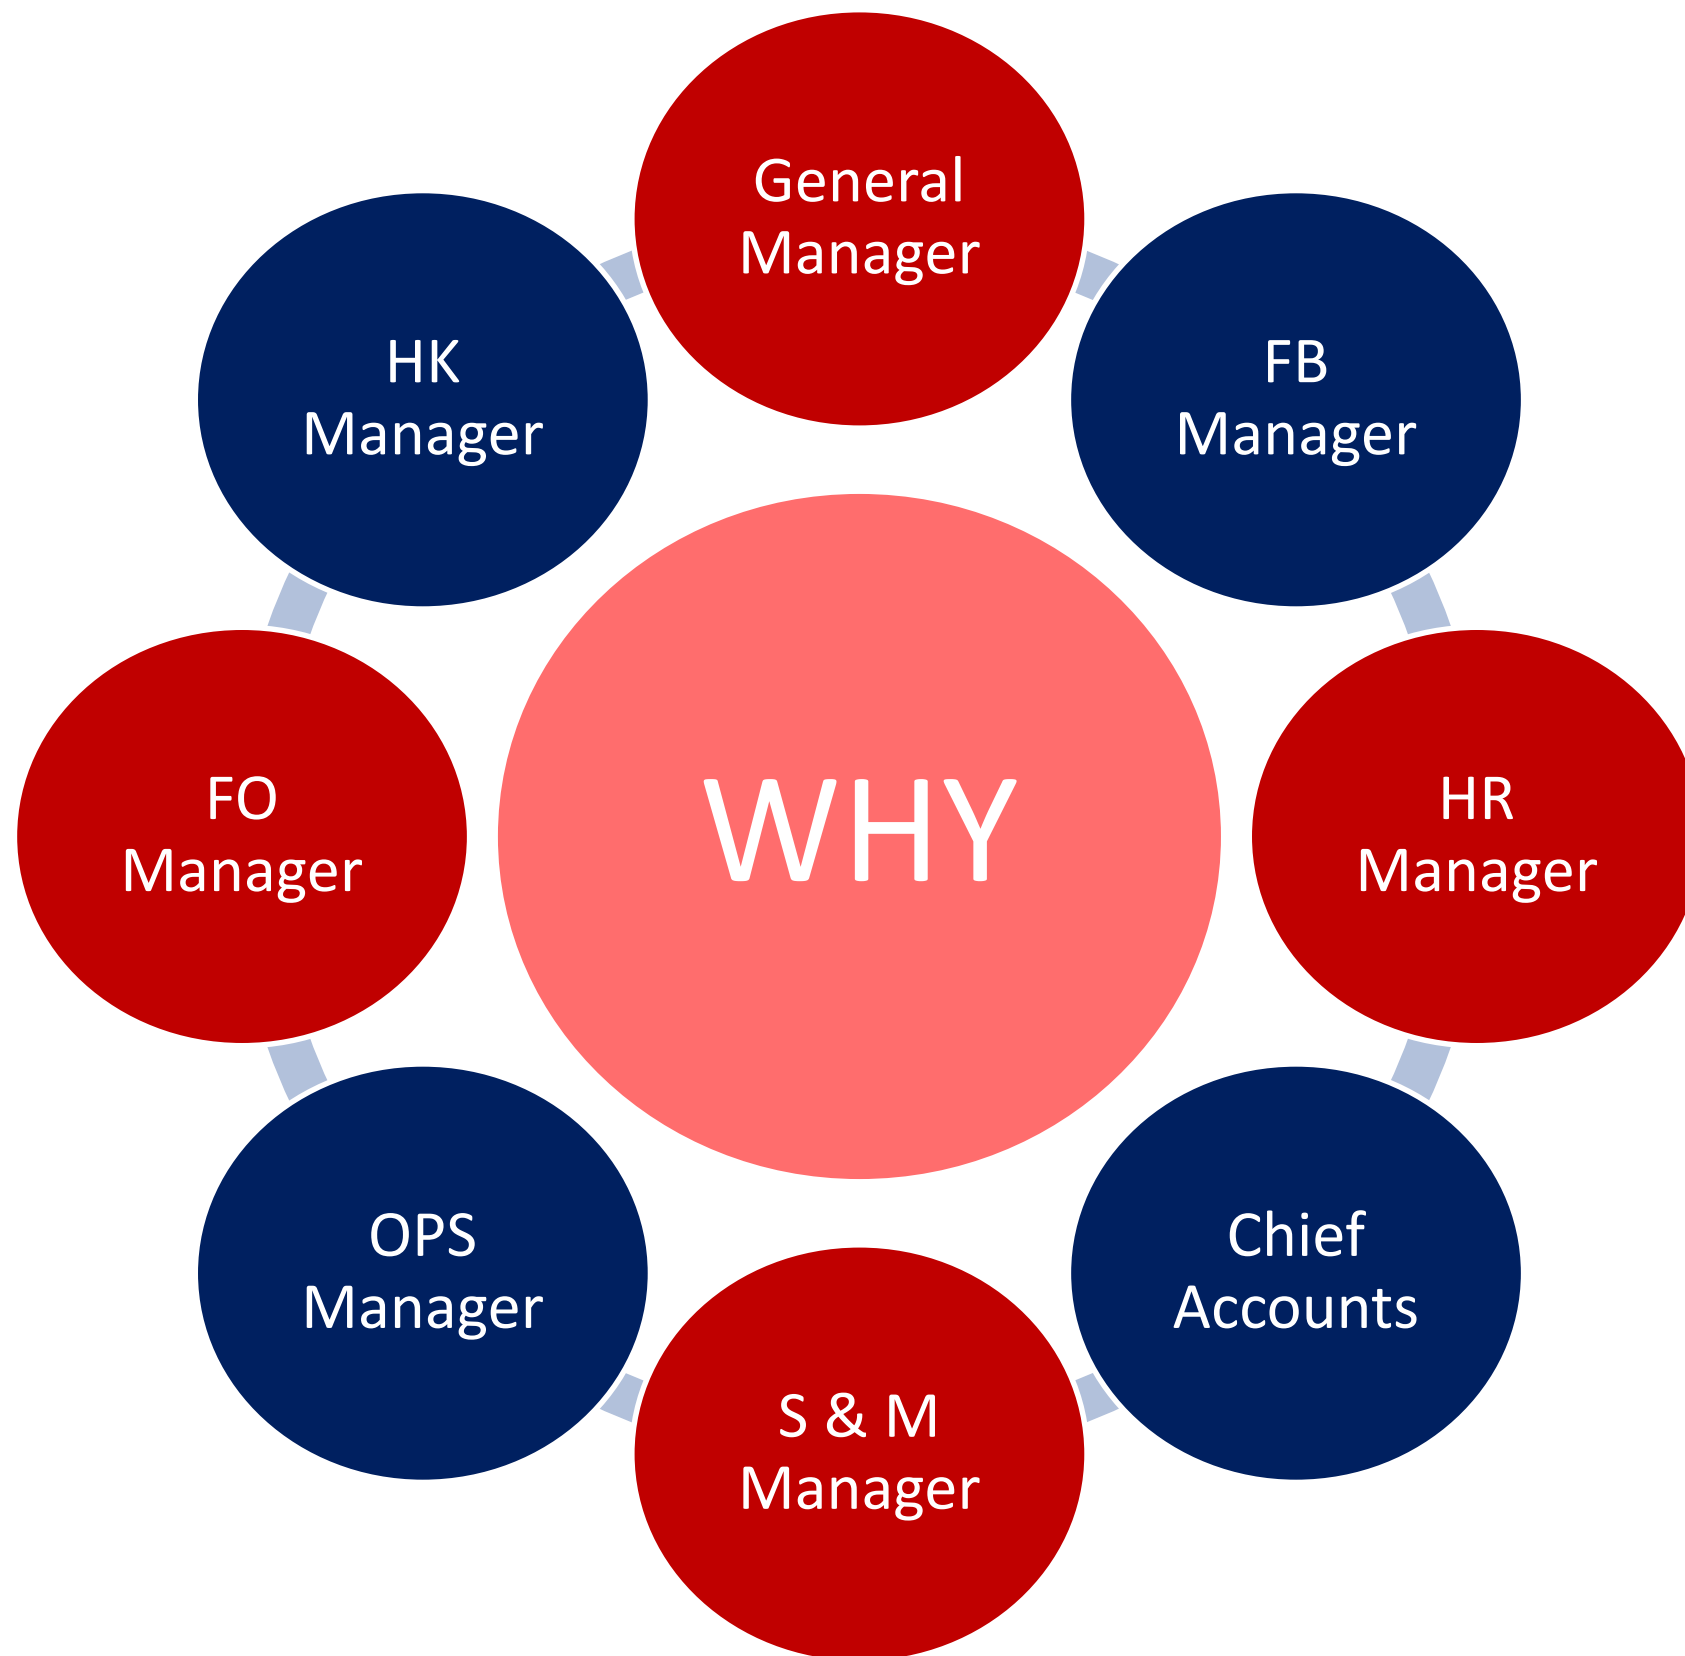 General
Manager
FB
Manager
HR
Manager
Chief
Accounts
S & M
Manager
OPS
Manager
FO
Manager
HK
Manager
WHY